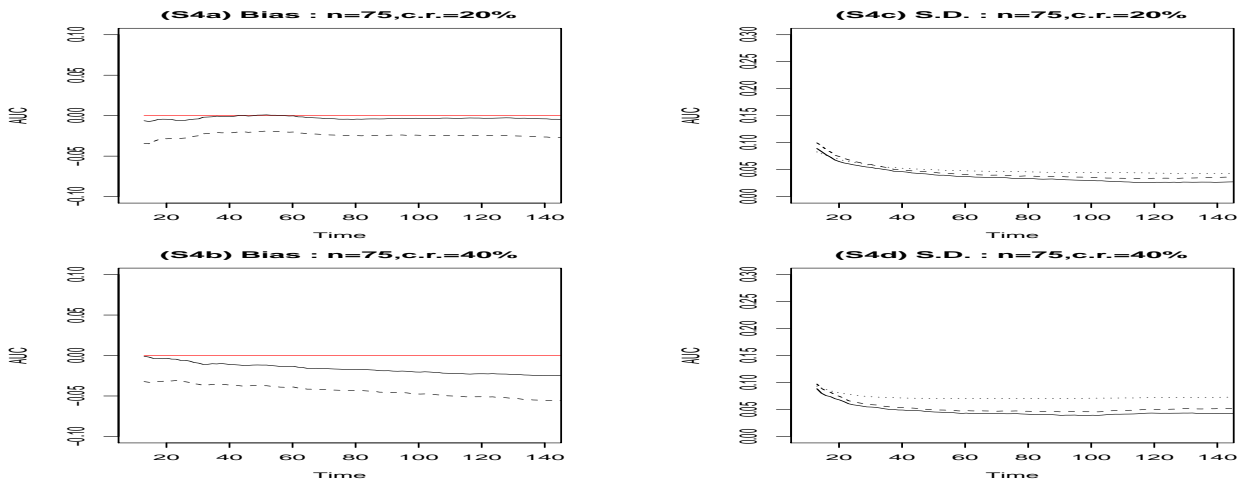 (S4a) Bias : n=75,c.r.=20%
AUC
0.10
0.05
0.00
-0.05
-0.10
20 40 60 80 100 120 140
Time
(S4c) S.D. : n=75,c.r.=20%
AUC
0.30
0.25
0.20
0.15
0.10
0.05
0.00
20 40 60 80 100 120 140
Time
(S4b) Bias : n=75,c.r.=40%
AUC
0.10
0.05
0.00
-0.05
-0.10
20 40 60 80 100 120 140
Time
(S4d) S.D. : n=75,c.r.=40%
AUC
0.30
0.25
0.20
0.15
0.10
0.05
0.00
20 40 60 80 100 120 140
Time